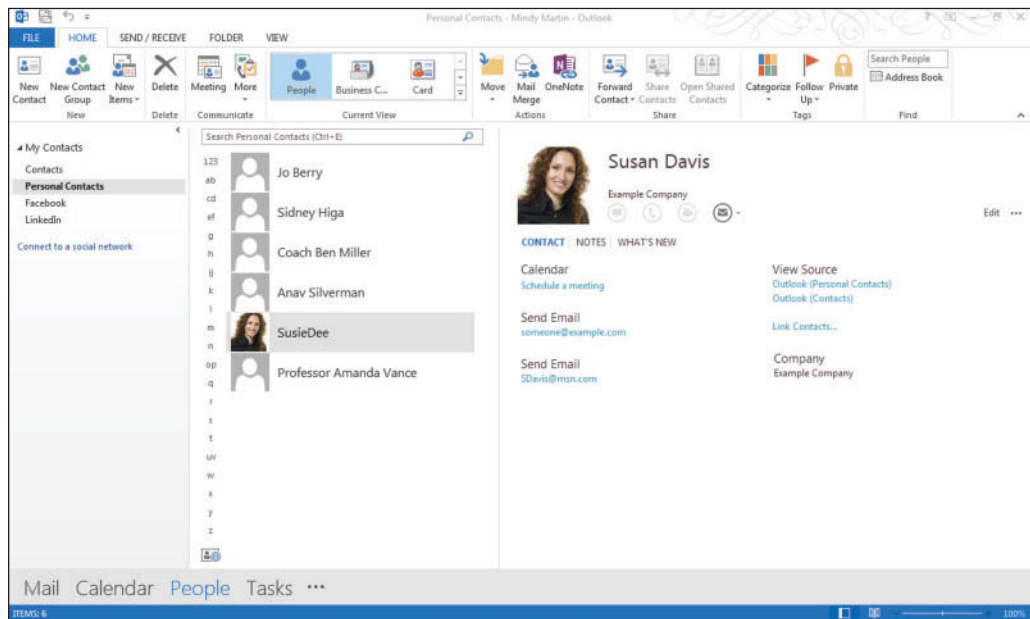 Personal Contacts - Mindy Martin - Outlook
FILE HOME SEND / RECEIVE FOLDER VIEW
New Contact
New Contact Group
New Items
Delete
Meeting
More
People
Business C...
Card
Move
Mail Merge
OneNote
Forward Contact
Share Contacts
Open Shared Contacts
Categorize
Follow Up
Private
Search People
Address Book
New
Delete
Communicate
Current View
Actions
Share
Tags
Find
My Contacts
Contacts
Personal Contacts
Facebook
LinkedIn
Connect to a social network
Search Personal Contacts (Ctrl+E)
123
ab
cd
ef
g
h
ij
k
l
m
n
op
q
r
s
t
uv
w
x
y
z
Jo Berry
Sidney Higa
Coach Ben Miller
Anav Silverman
SusieDee
Professor Amanda Vance
Susan Davis
Example Company
Edit
CONTACT NOTES WHAT'S NEW
Calendar
Schedule a meeting
Send Email
someone@example.com
Send Email
SDavis@msn.com
View Source
Outlook (Personal Contacts)
Outlook (Contacts)
Link Contacts...
Company
Example Company
Mail Calendar People Tasks
ITEMS: 6
100%